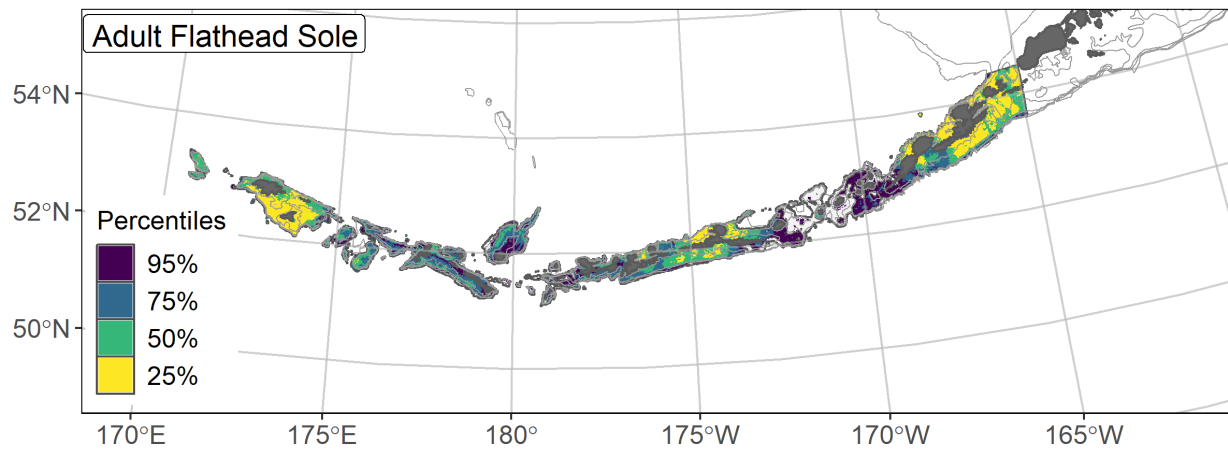 Adult Flathead Sole
54°N
52°N
50°N
Percentiles
95%
75%
50%
25%
170°E
175°E
180°
175°W
170°W
165°W